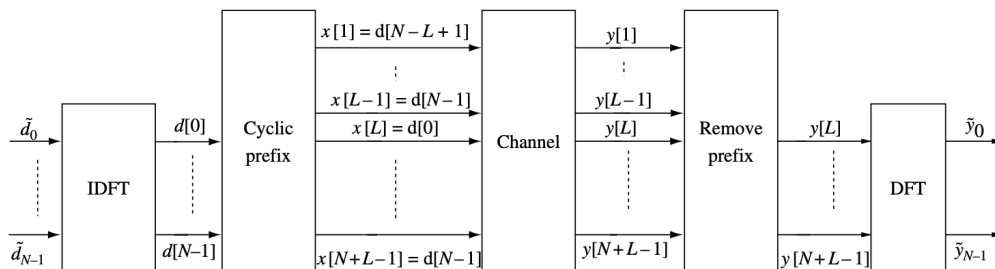 x[1] = d[N – L + 1]
y[1]
x[L–1] = d[N–1]
y[L–1]
d̃₀
d[0]
x[L] = d[0]
y[L]
y[L]
ỹ₀
Cyclic prefix
Channel
Remove prefix
IDFT
DFT
d̃_{N–1}
d[N–1]
x[N+L–1] = d[N–1]
y[N+L–1]
y[N+L–1]
ỹ_{N–1}